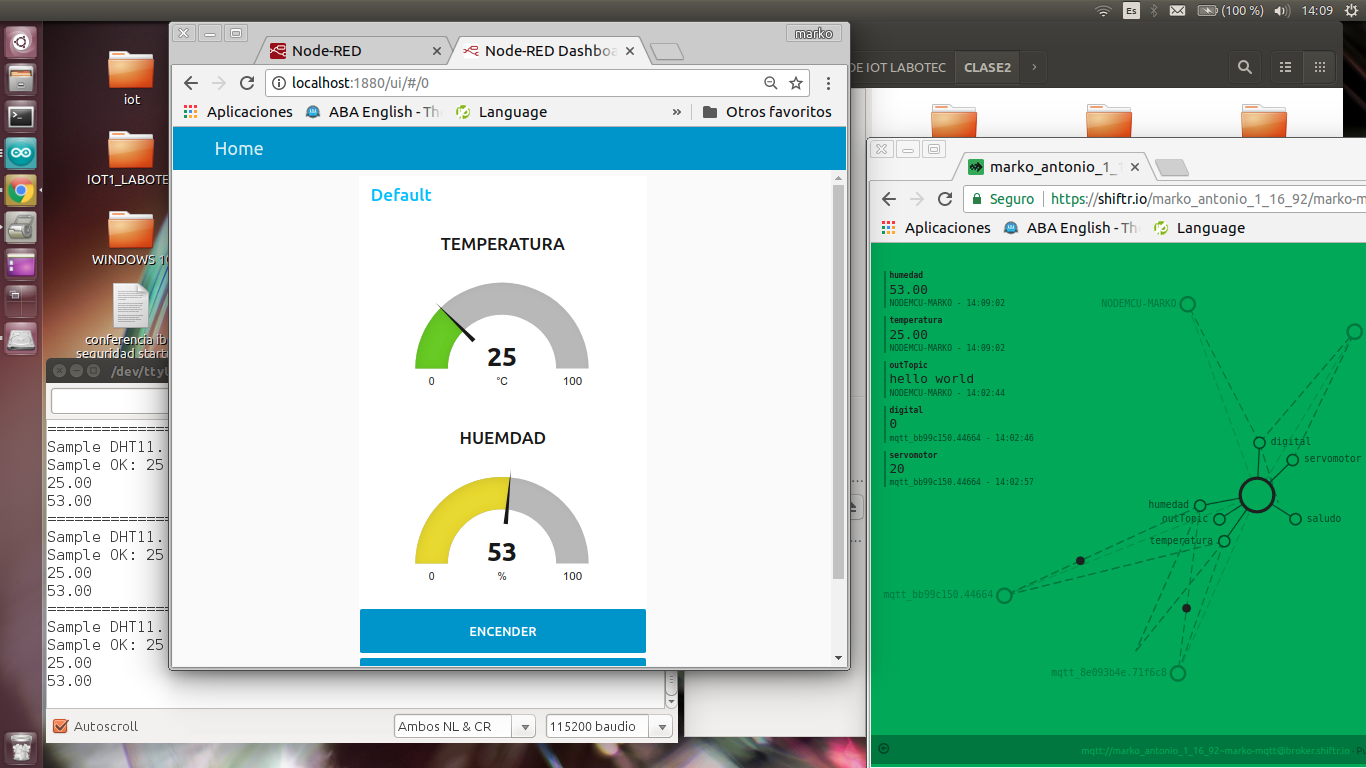 Es
(100 %)
14:09
marko
Node-RED
Node-RED Dashboa
localhost:1880/ui/#/0
Aplicaciones
ABA English - The
Language
»
Otros favoritos
Home
Default
TEMPERATURA
25
0
°C
100
HUEMDAD
53
0
%
100
ENCENDER
iot
IOT1_LABOTE
WINDOWS 10
conferencia ib
seguridad start
/dev/tty
Sample DHT11.
Sample OK: 25
25.00
53.00
Sample DHT11.
Sample OK: 25
25.00
53.00
Sample DHT11.
Sample OK: 25
25.00
53.00
Autoscroll
Ambos NL & CR
115200 baudio
DE IOT LABOTEC
CLASE2
marko_antonio_1_1
Seguro
https://shiftr.io/marko_antonio_1_16_92/marko-m
Aplicaciones
ABA English - The
Language
humedad
53.00
NODEMCU-MARKO - 14:09:02
temperatura
25.00
NODEMCU-MARKO - 14:09:02
outTopic
hello world
NODEMCU-MARKO - 14:02:44
digital
0
mqtt_bb99c150.44664 - 14:02:46
servomotor
20
mqtt_bb99c150.44664 - 14:02:57
NODEMCU-MARKO
digital
servomotor
humedad
outTopic
saludo
temperatura
mqtt_bb99c150.44664
mqtt_8e093b4e.71f6c8
mqtt://marko_antonio_1_16_92~marko-mqtt@broker.shiftr.io